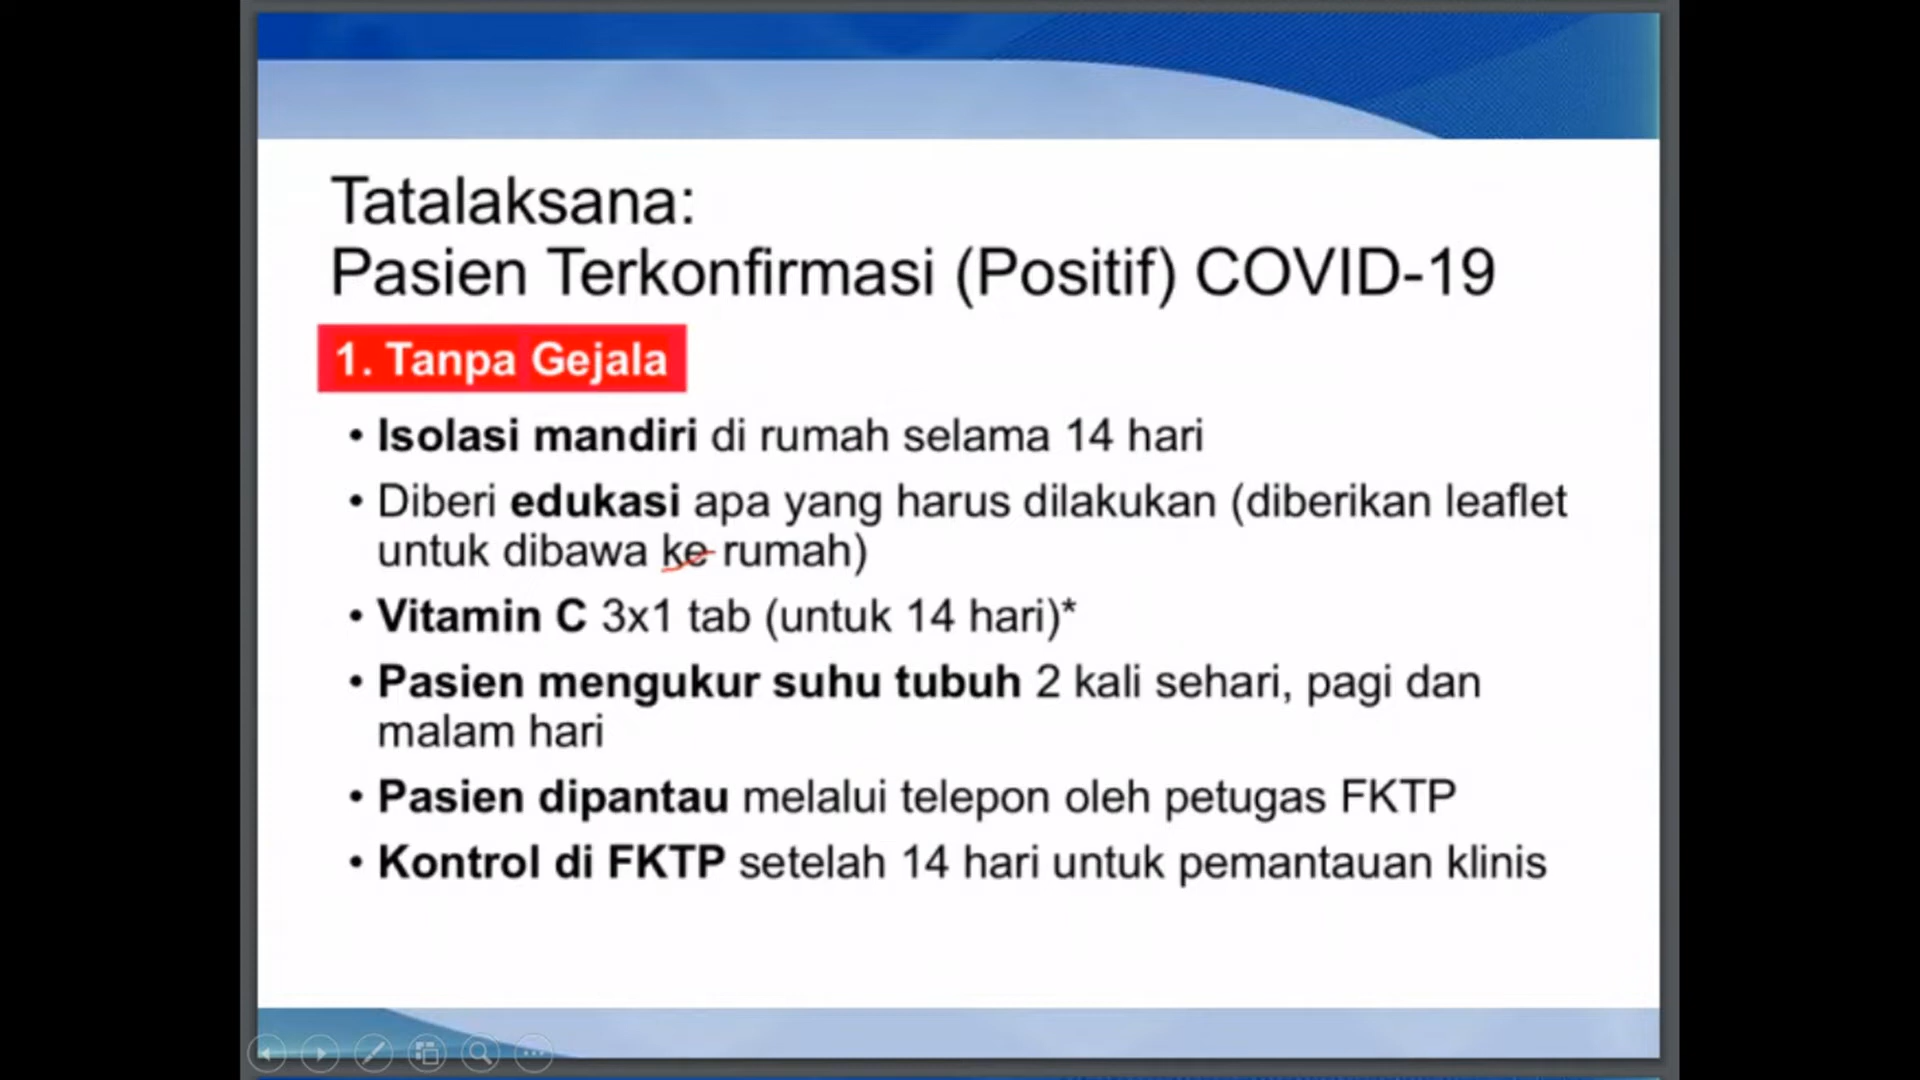 Tatalaksana:
Pasien Terkonfirmasi (Positif) COVID-19
1. Tanpa Gejala
• Isolasi mandiri di rumah selama 14 hari
• Diberi edukasi apa yang harus dilakukan (diberikan leaflet
untuk dibawa ke rumah)
• Vitamin C 3x1 tab (untuk 14 hari)*
• Pasien mengukur suhu tubuh 2 kali sehari, pagi dan
malam hari
• Pasien dipantau melalui telepon oleh petugas FKTP
• Kontrol di FKTP setelah 14 hari untuk pemantauan klinis